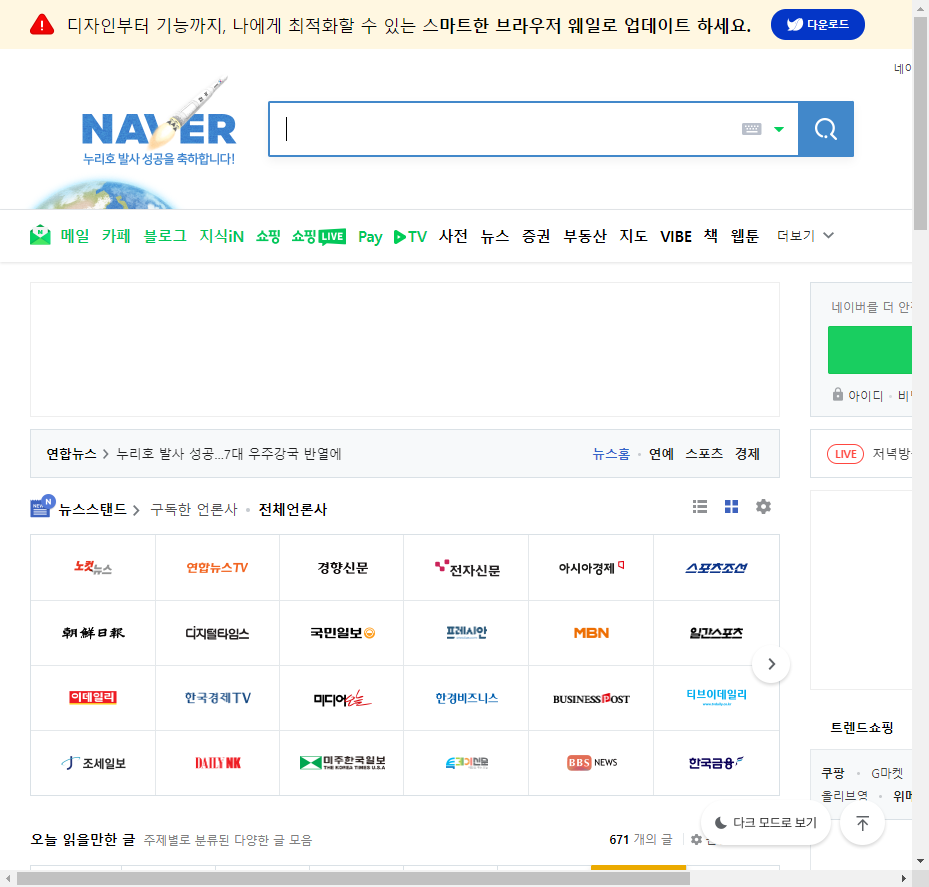 디자인부터 기능까지, 나에게 최적화할 수 있는 스마트한 브라우저 웨일로 업데이트 하세요. 다운로드
네이
NAVER
누리호 발사 성공을 축하합니다!
메일 카페 블로그 지식iN 쇼핑 쇼핑LIVE Pay TV 사전 뉴스 증권 부동산 지도 VIBE 책 웹툰 더보기
네이버를 더 안
아이디 · 비
연합뉴스 > 누리호 발사 성공...7대 우주강국 반열에 뉴스홈 · 연예 스포츠 경제
LIVE 저녁방
뉴스스탠드 > 구독한 언론사 · 전체언론사
노컷뉴스 연합뉴스TV 경향신문 전자신문 아시아경제 스포츠조선
朝鮮日報 디지털타임스 국민일보 프레시안 MBN 일간스포츠
이데일리 한국경제TV 미디어오늘 한경비즈니스 BUSINESSPOST 티브이데일리
조세일보 DAILY NK 미주한국일보 THE KOREA TIMES U.S.A BBS NEWS 한국금융
트렌드쇼핑
쿠팡 · G마켓
올리브영 · 위메
다크 모드로 보기
오늘 읽을만한 글 주제별로 분류된 다양한 글 모음 671 개의 글